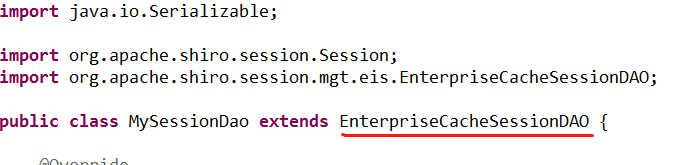 import java.io.Serializable;
import org.apache.shiro.session.Session;
import org.apache.shiro.session.mgt.eis.EnterpriseCacheSessionDAO;
public class MySessionDao extends EnterpriseCacheSessionDAO {
@Override